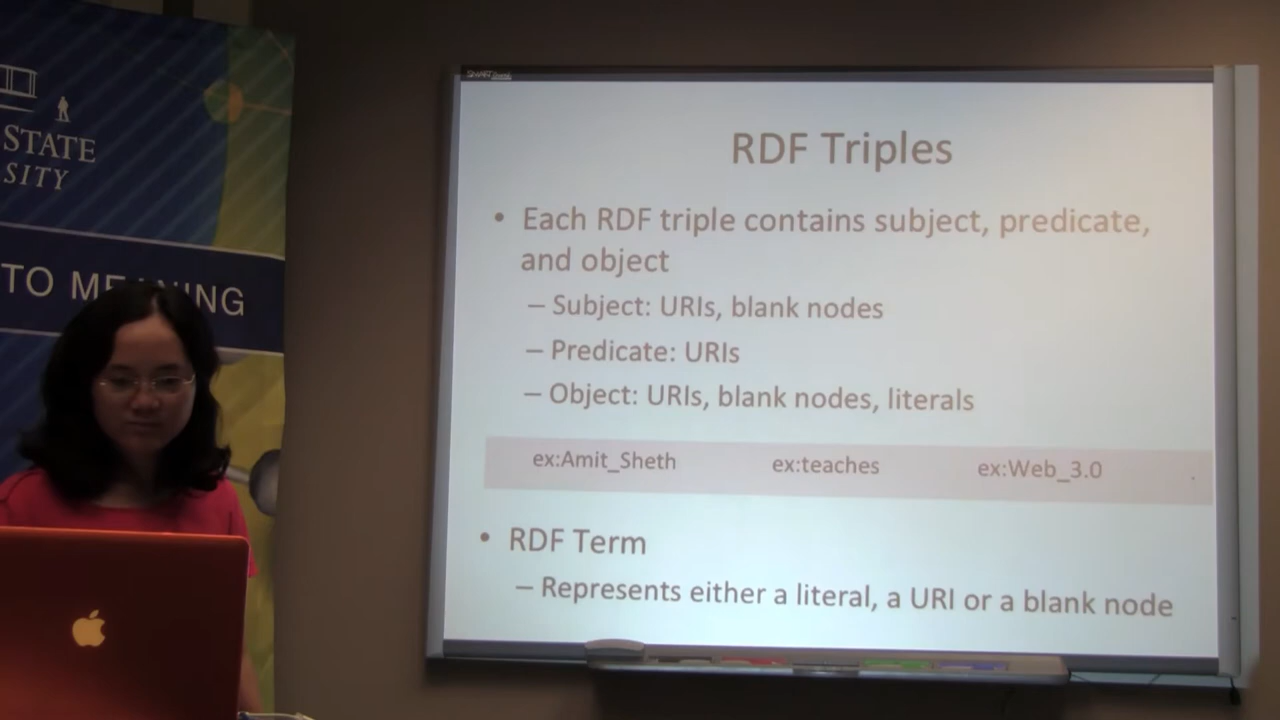 STATE
SITY
TO MEANING
SMART
RDF Triples
• Each RDF triple contains subject, predicate,
and object
– Subject: URIs, blank nodes
– Predicate: URIs
– Object: URIs, blank nodes, literals
ex:Amit_Sheth ex:teaches ex:Web_3.0 .
• RDF Term
– Represents either a literal, a URI or a blank node